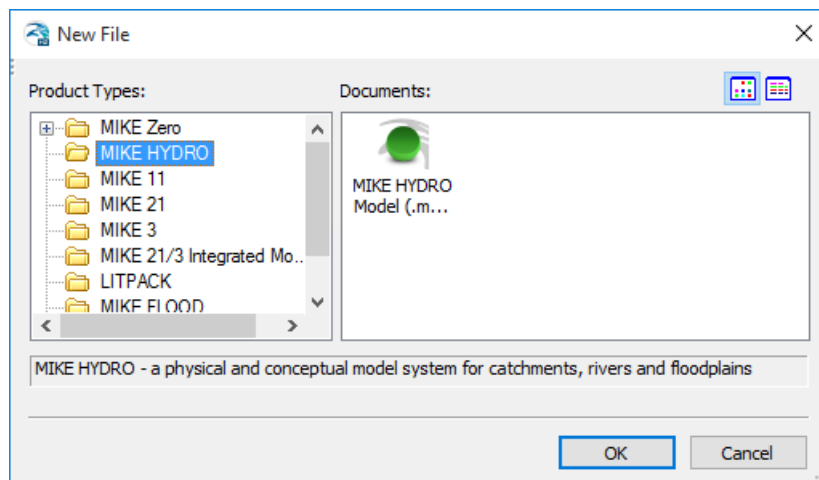 New File
Product Types:
Documents:
MIKE Zero
MIKE HYDRO
MIKE 11
MIKE 21
MIKE 3
MIKE 21/3 Integrated Mo..
LITPACK
MIKE FLOOD
MIKE HYDRO
Model (.m...
MIKE HYDRO - a physical and conceptual model system for catchments, rivers and floodplains
OK
Cancel